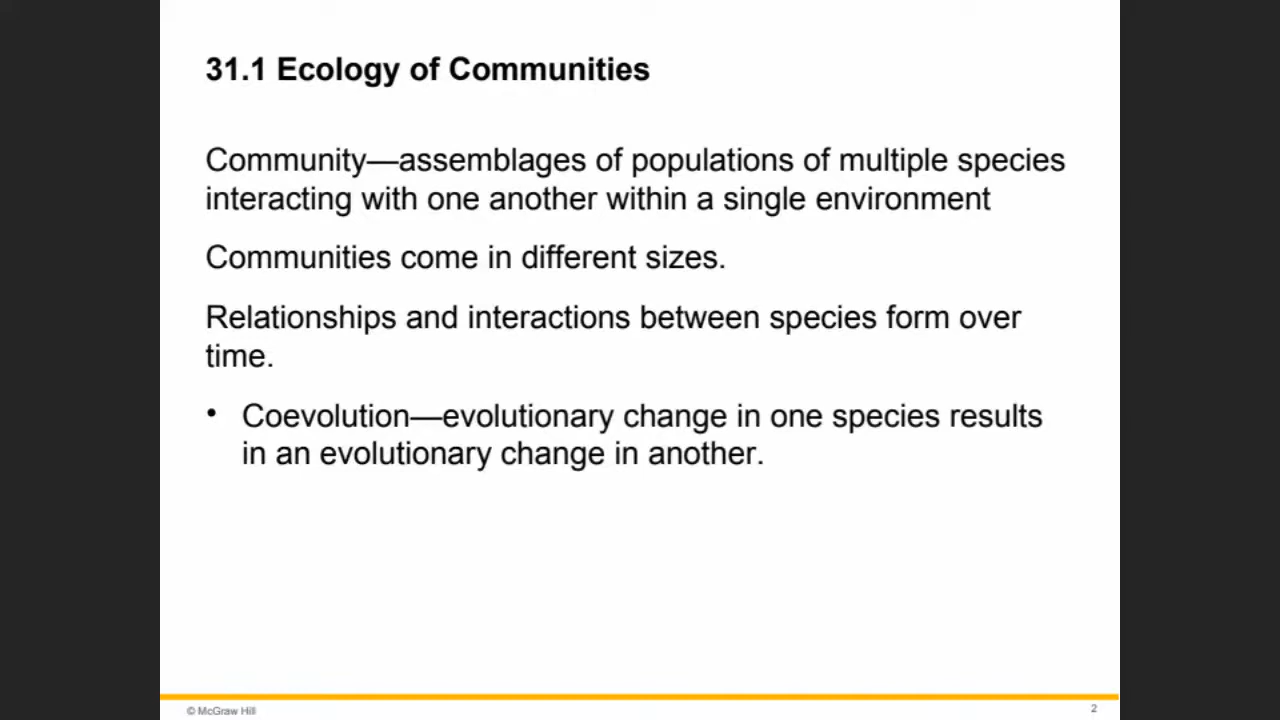 31.1 Ecology of Communities
Community—assemblages of populations of multiple species
interacting with one another within a single environment
Communities come in different sizes.
Relationships and interactions between species form over
time.
• Coevolution—evolutionary change in one species results
in an evolutionary change in another.
© McGraw Hill
2